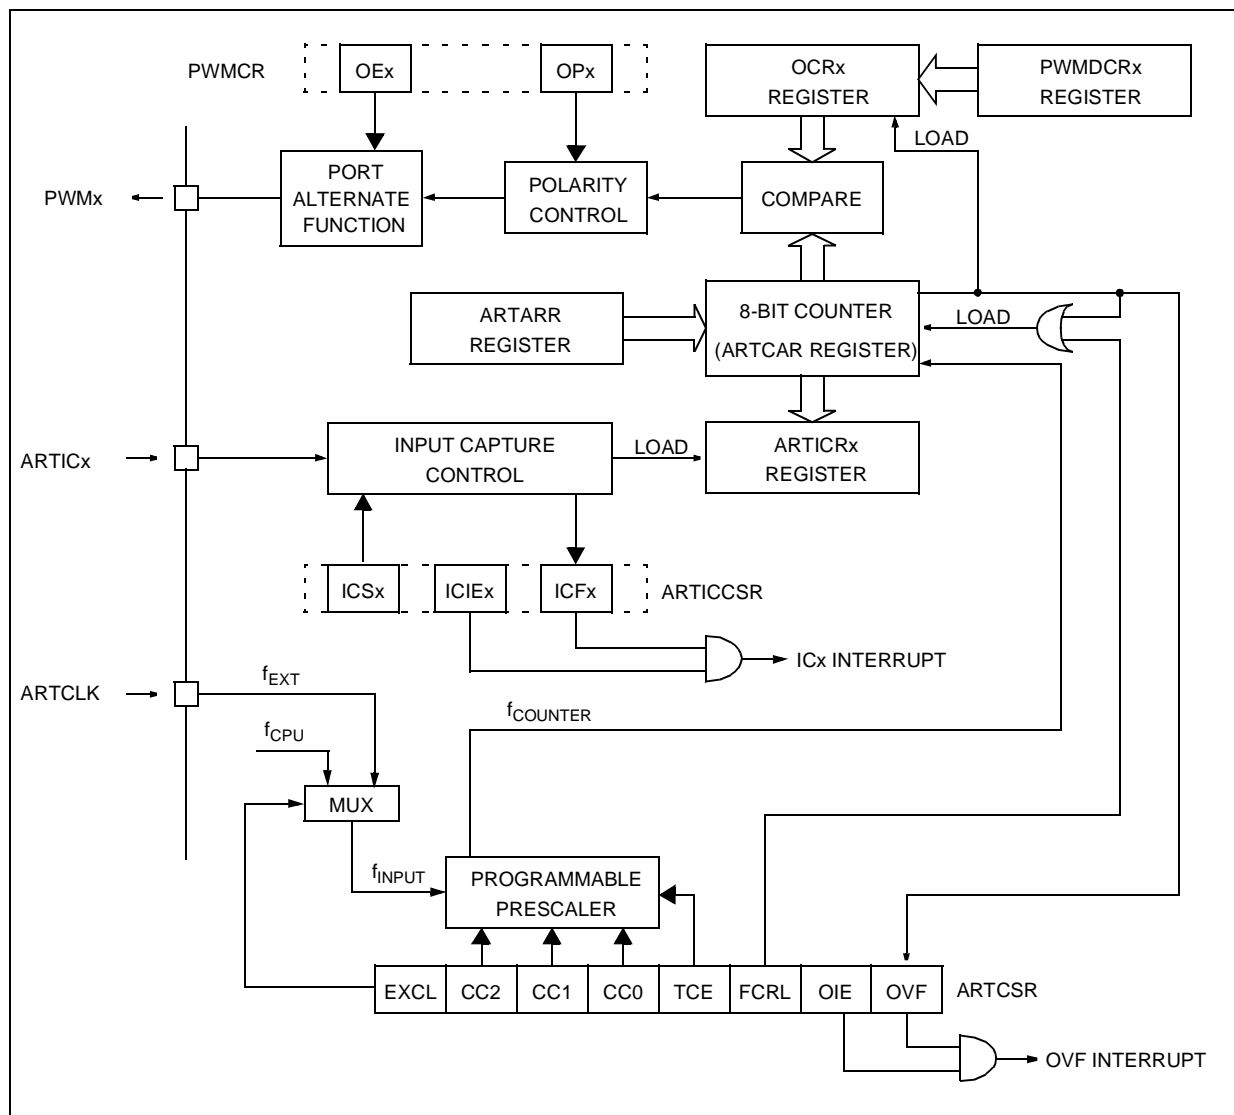 PWMCR
OEx
OPx
OCRx
REGISTER
PWMDCRx
REGISTER
LOAD
PWMx
PORT
ALTERNATE
FUNCTION
POLARITY
CONTROL
COMPARE
ARTARR
REGISTER
8-BIT COUNTER
(ARTCAR REGISTER)
LOAD
ARTICx
INPUT CAPTURE
CONTROL
LOAD
ARTICRx
REGISTER
ICSx
ICIEx
ICFx
ARTICCSR
ICx INTERRUPT
ARTCLK
fEXT
fCPU
fCOUNTER
MUX
fINPUT
PROGRAMMABLE
PRESCALER
EXCL
CC2
CC1
CC0
TCE
FCRL
OIE
OVF
ARTCSR
OVF INTERRUPT